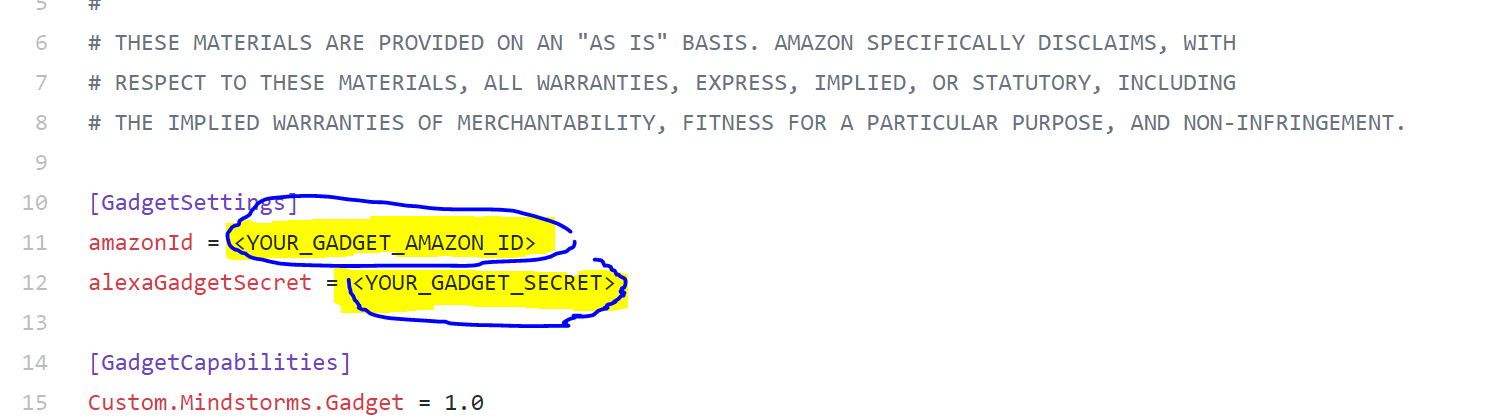 5 #
6 # THESE MATERIALS ARE PROVIDED ON AN "AS IS" BASIS. AMAZON SPECIFICALLY DISCLAIMS, WITH
7 # RESPECT TO THESE MATERIALS, ALL WARRANTIES, EXPRESS, IMPLIED, OR STATUTORY, INCLUDING
8 # THE IMPLIED WARRANTIES OF MERCHANTABILITY, FITNESS FOR A PARTICULAR PURPOSE, AND NON-INFRINGEMENT.
9
10 [GadgetSettings]
11 amazonId = <YOUR_GADGET_AMAZON_ID>
12 alexaGadgetSecret = <YOUR_GADGET_SECRET>
13
14 [GadgetCapabilities]
15 Custom.Mindstorms.Gadget = 1.0